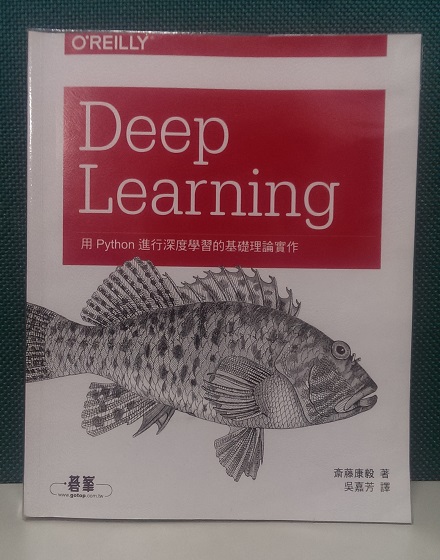 O'REILLY®
Deep
Learning
用 Python 進行深度學習的基礎理論實作
斎藤康毅 著
吳嘉芳 譯
碁峯
www.gotop.com.tw